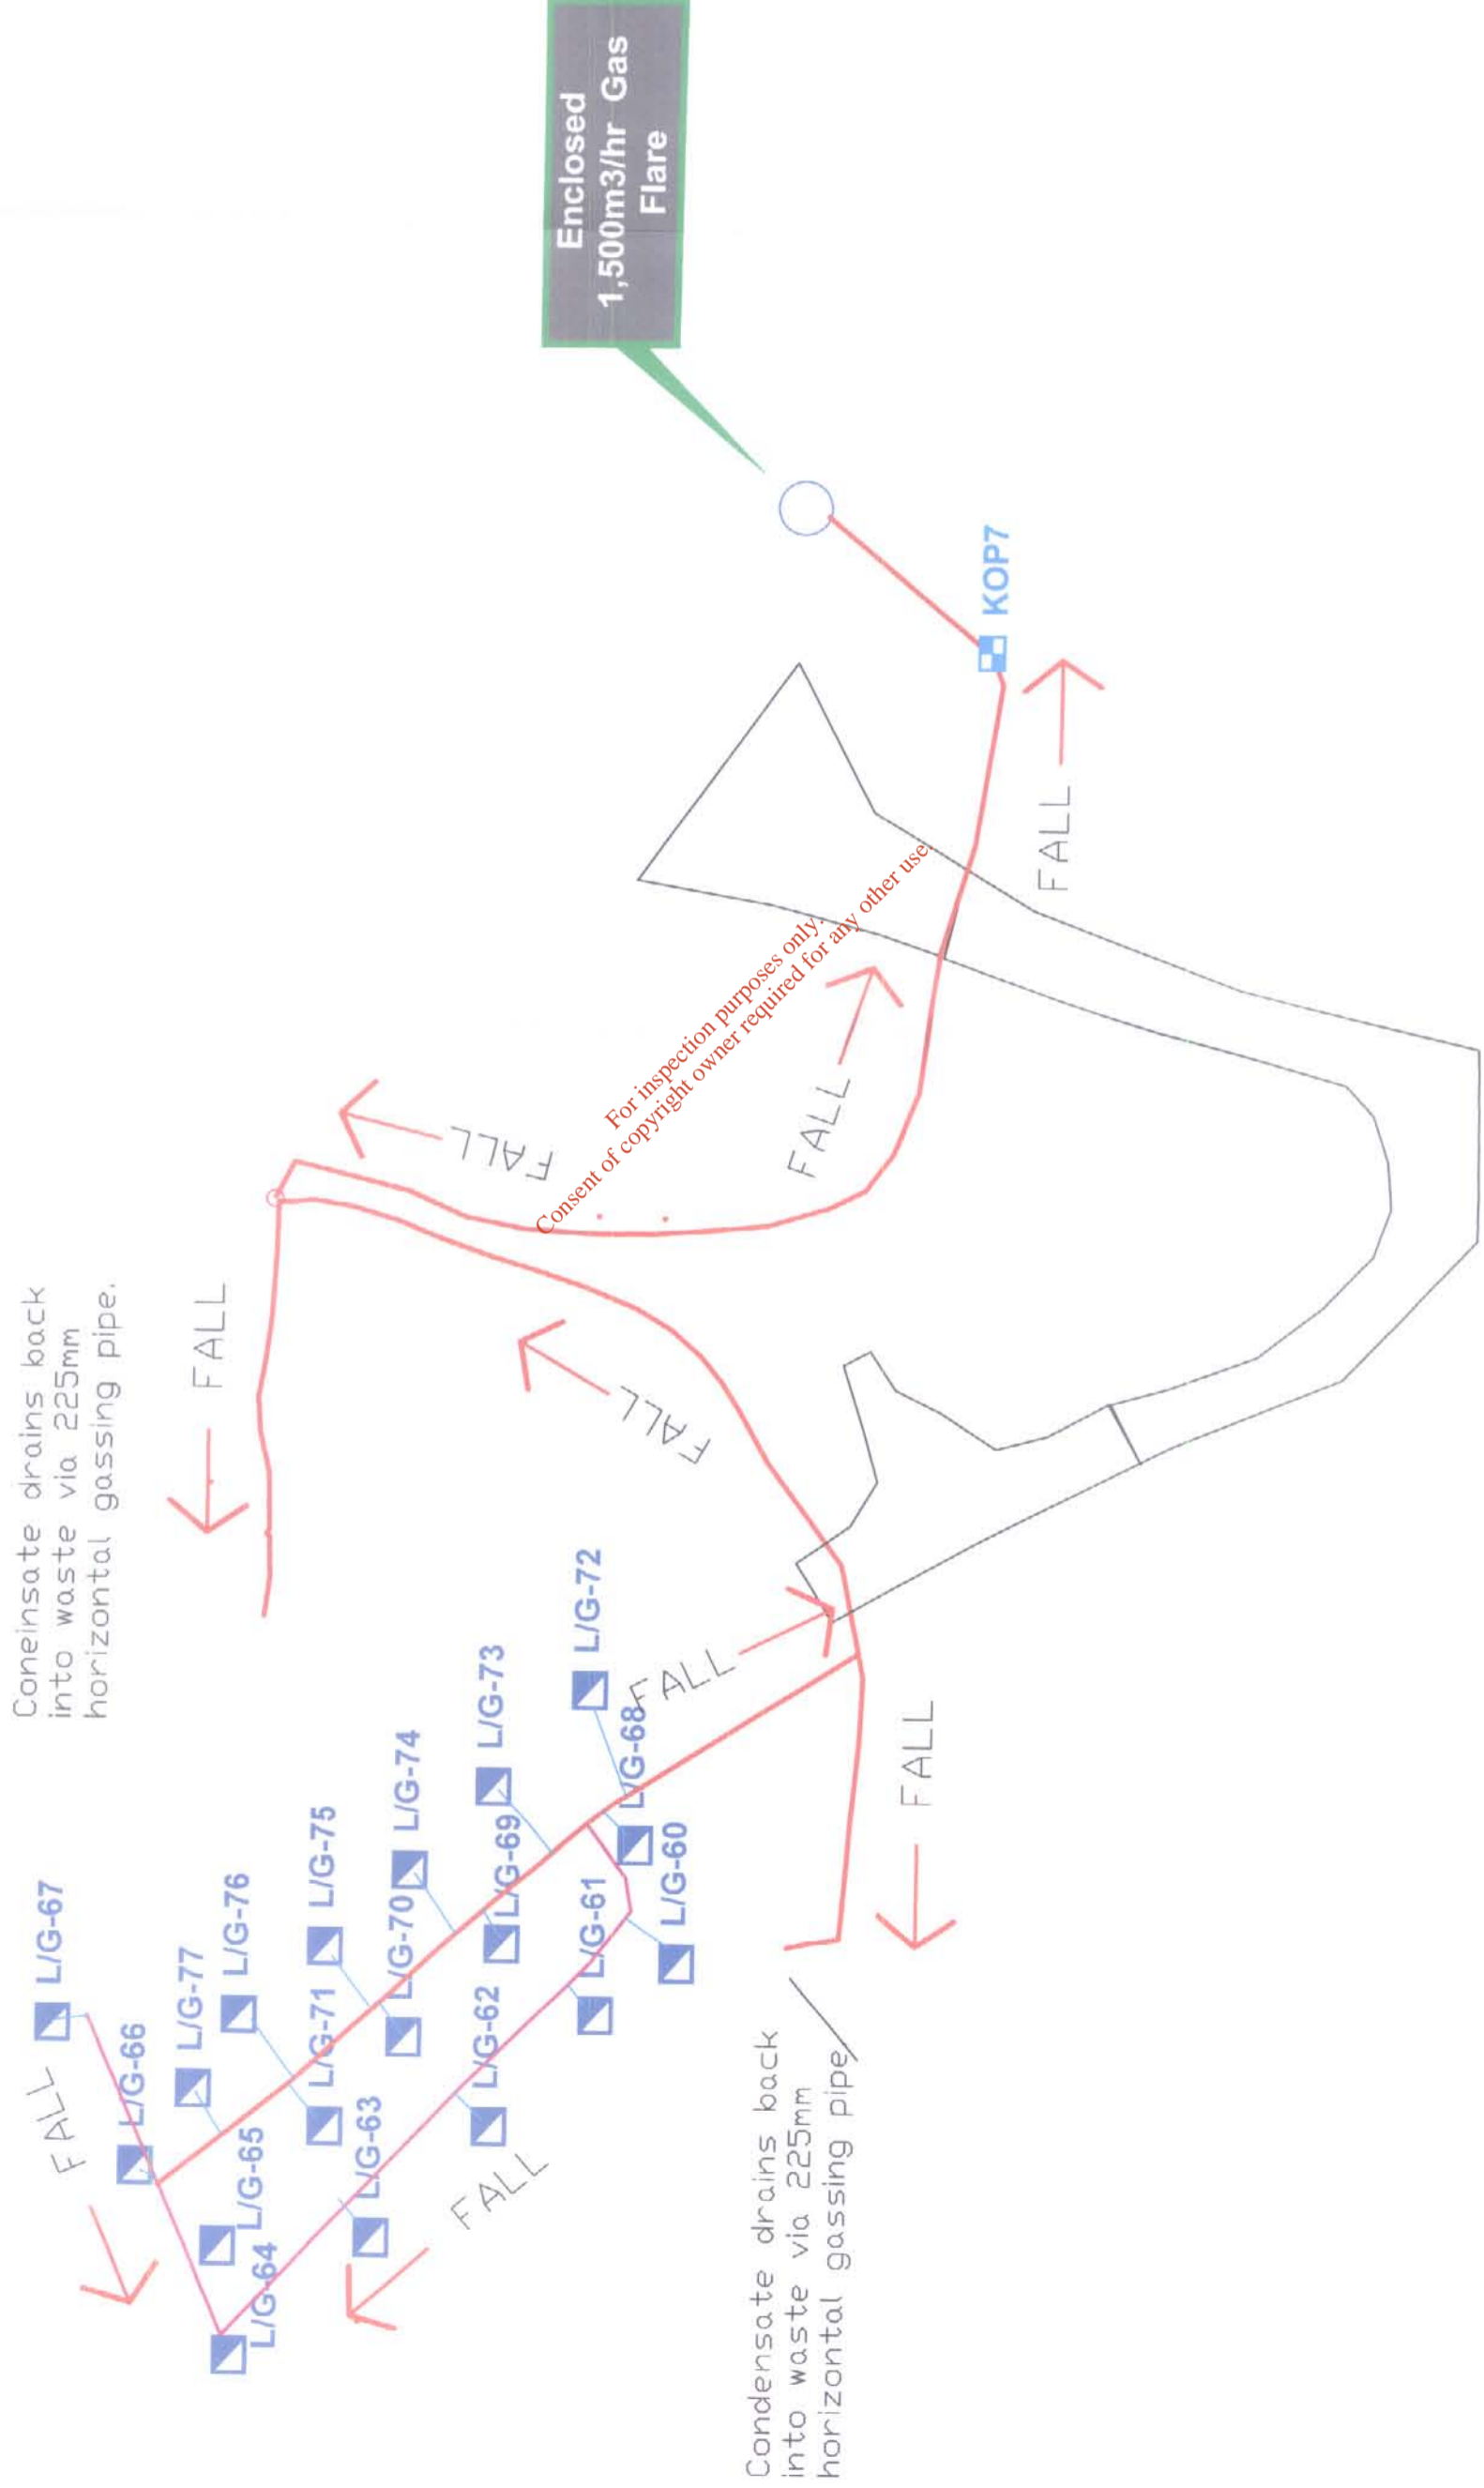 Enclosed
1,500m3/hr Gas
Flare
KOP7
FALL
FALL
FALL
FALL
FALL
FALL
FALL
FALL
FALL
Coneinsate drains back
into waste via 225mm
horizontal gassing pipe.
L/G-67
L/G-66
L/G-77
L/G-76
L/G-65
L/G-64
L/G-75
L/G-71
L/G-63
L/G-74
L/G-70
L/G-73
L/G-69
L/G-62
L/G-72
L/G-68
L/G-61
L/G-60
Condensate drains back
into waste via 225mm
horizontal gassing pipe
For inspection purposes only.
Consent of copyright owner required for any other use.